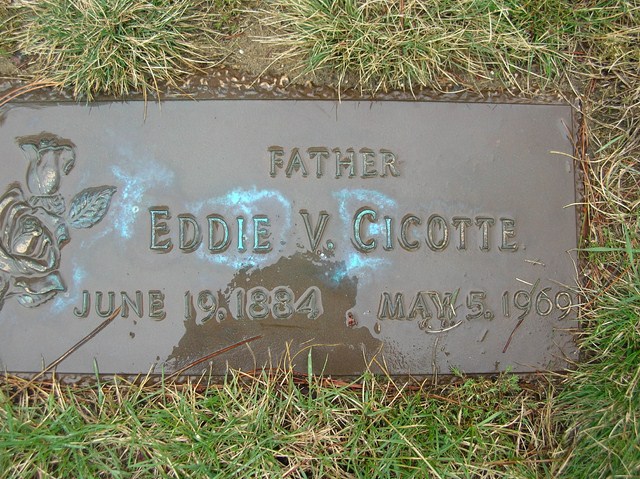 FATHER
EDDIE V. CICOTTE
JUNE 19, 1884 MAY 5, 1969